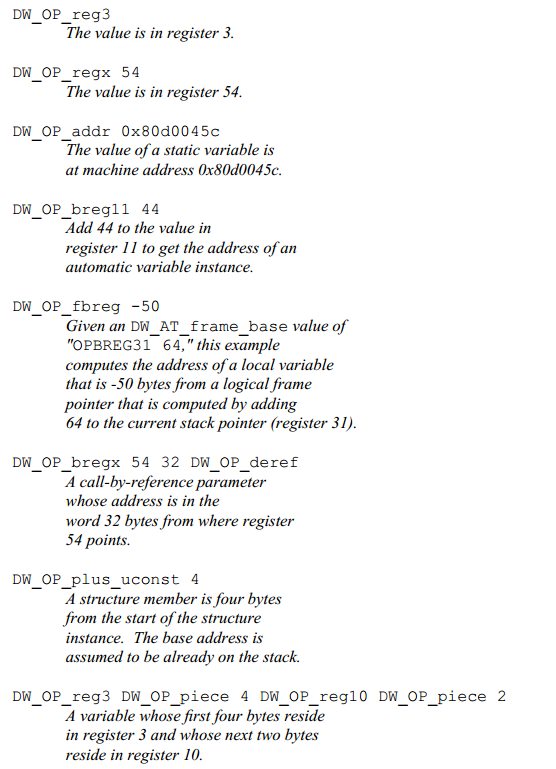 DW_OP_reg3
The value is in register 3.
DW_OP_regx 54
The value is in register 54.
DW_OP_addr 0x80d0045c
The value of a static variable is
at machine address 0x80d0045c.
DW_OP_breg11 44
Add 44 to the value in
register 11 to get the address of an
automatic variable instance.
DW_OP_fbreg -50
Given an DW_AT_frame_base value of
"OPBREG31 64," this example
computes the address of a local variable
that is -50 bytes from a logical frame
pointer that is computed by adding
64 to the current stack pointer (register 31).
DW_OP_bregx 54 32 DW_OP_deref
A call-by-reference parameter
whose address is in the
word 32 bytes from where register
54 points.
DW_OP_plus_uconst 4
A structure member is four bytes
from the start of the structure
instance. The base address is
assumed to be already on the stack.
DW_OP_reg3 DW_OP_piece 4 DW_OP_reg10 DW_OP_piece 2
A variable whose first four bytes reside
in register 3 and whose next two bytes
reside in register 10.